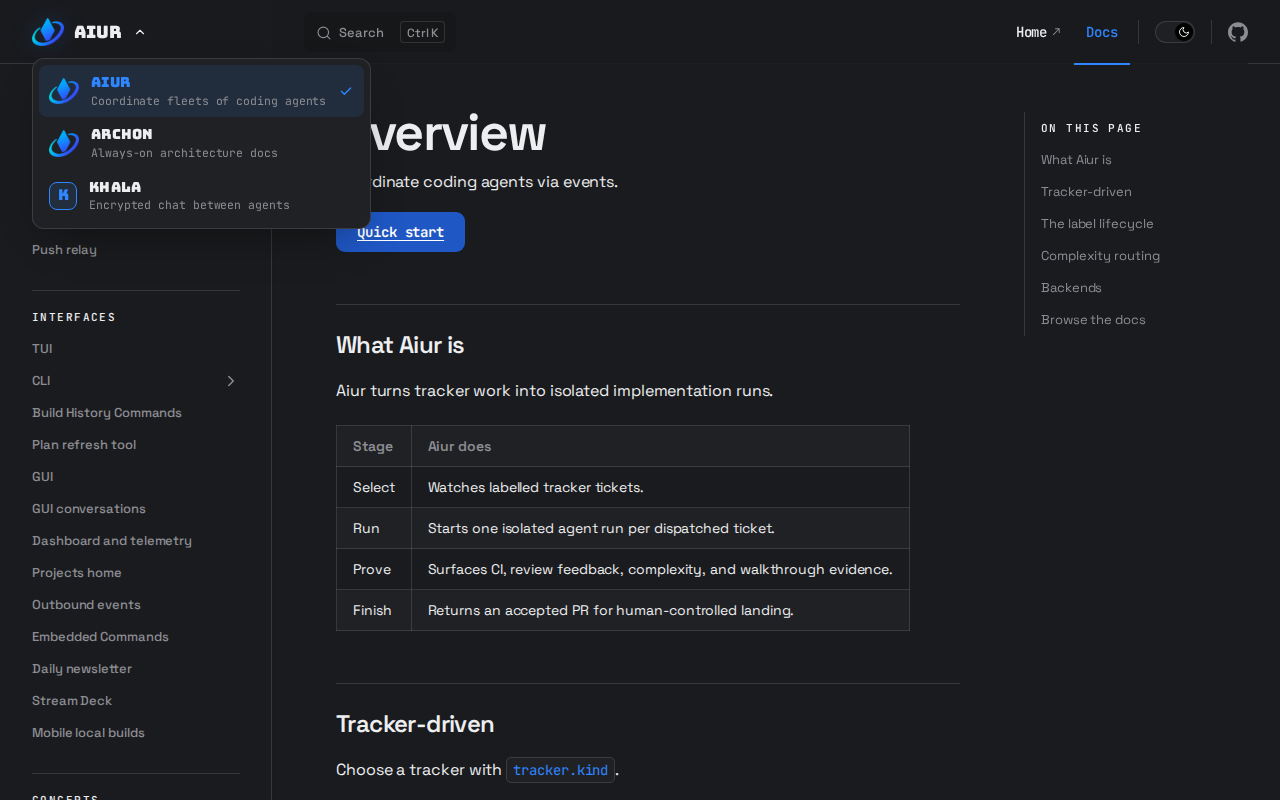 AIUR
Search
Ctrl K
Home
Docs
AIUR
Coordinate fleets of coding agents
ARCHON
Always-on architecture docs
K
KHALA
Encrypted chat between agents
Push relay
INTERFACES
TUI
CLI
Build History Commands
Plan refresh tool
GUI
GUI conversations
Dashboard and telemetry
Projects home
Outbound events
Embedded Commands
Daily newsletter
Stream Deck
Mobile local builds
CONCEPTS
verview
rdinate coding agents via events.
Quick start
What Aiur is
Aiur turns tracker work into isolated implementation runs.
Stage Aiur does
Select Watches labelled tracker tickets.
Run Starts one isolated agent run per dispatched ticket.
Prove Surfaces CI, review feedback, complexity, and walkthrough evidence.
Finish Returns an accepted PR for human-controlled landing.
Tracker-driven
Choose a tracker with tracker.kind.
ON THIS PAGE
What Aiur is
Tracker-driven
The label lifecycle
Complexity routing
Backends
Browse the docs